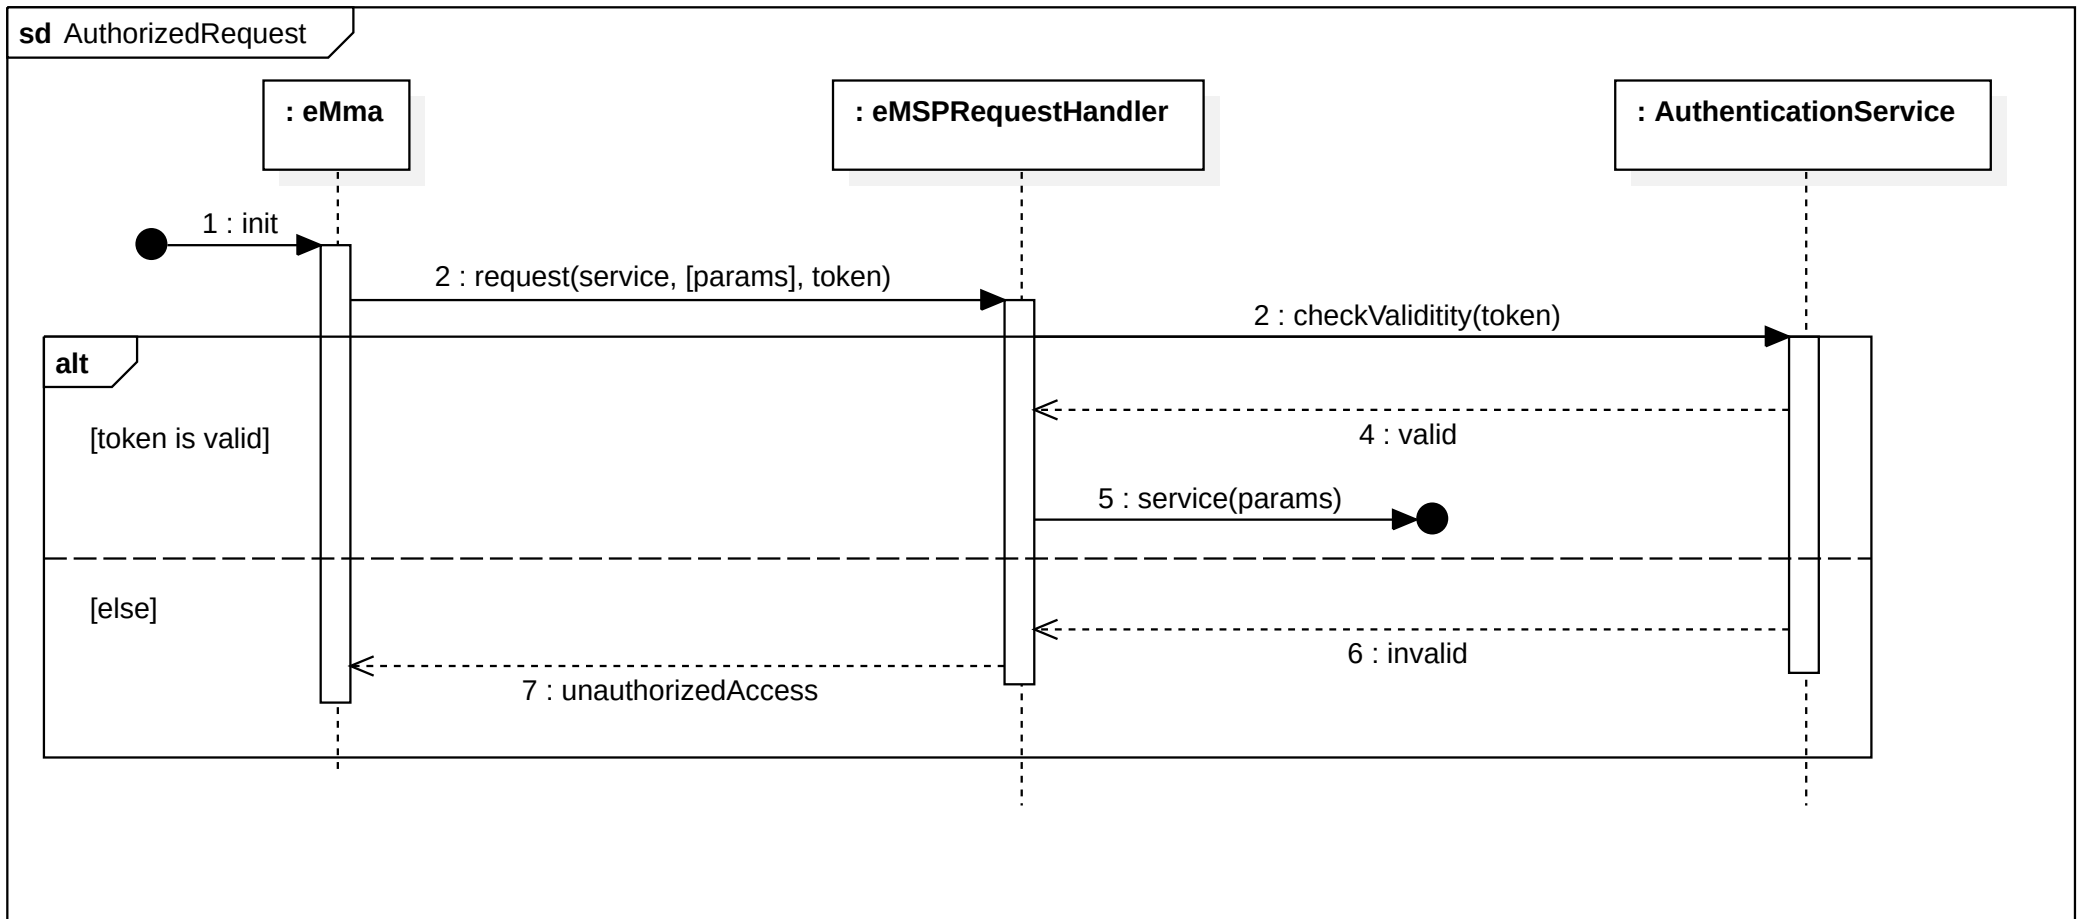 sd AuthorizedRequest
: eMma
: eMSPRequestHandler
: AuthenticationService
1 : init
2 : request(service, [params], token)
2 : checkValiditity(token)
alt
[token is valid]
4 : valid
5 : service(params)
[else]
6 : invalid
7 : unauthorizedAccess